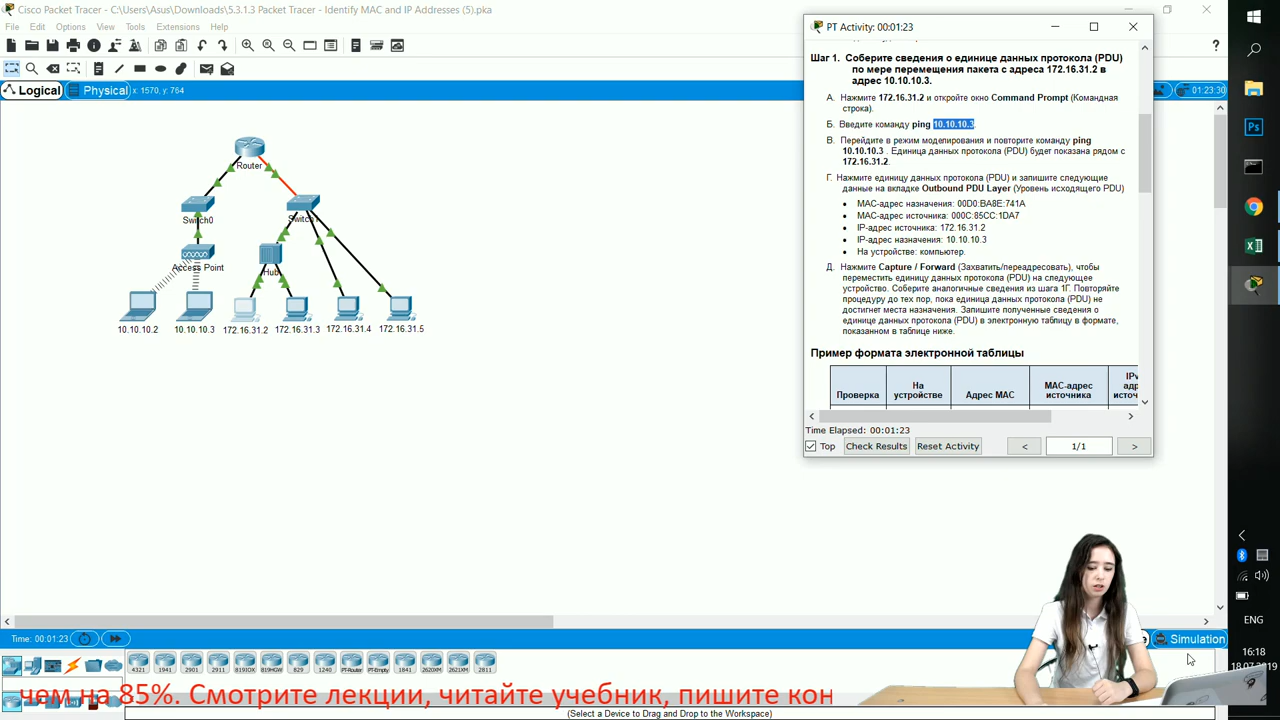 Cisco Packet Tracer - C:\Users\Asus\Downloads\5.3.1.3 Packet Tracer - Identify MAC and IP Addresses (5).pka
File Edit Options View Tools Extensions Help
Logical
Physical
x: 1570, y: 764
01:23:30
Router
Switch0
Switch1
Access Point
Hub
10.10.10.2
10.10.10.3
172.16.31.2
172.16.31.3
172.16.31.4
172.16.31.5
PT Activity: 00:01:23
Шаг 1. Соберите сведения о единице данных протокола (PDU)
по мере перемещения пакета с адреса 172.16.31.2 в
адрес 10.10.10.3.
А. Нажмите 172.16.31.2 и откройте окно Command Prompt (Командная
строка).
Б. Введите команду ping 10.10.10.3.
В. Перейдите в режим моделирования и повторите команду ping
10.10.10.3 . Единица данных протокола (PDU) будет показана рядом с
172.16.31.2.
Г. Нажмите единицу данных протокола (PDU) и запишите следующие
данные на вкладке Outbound PDU Layer (Уровень исходящего PDU)
• MAC-адрес назначения: 00D0:BA8E:741A
• MAC-адрес источника: 000C:85CC:1DA7
• IP-адрес источника: 172.16.31.2
• IP-адрес назначения: 10.10.10.3
• На устройстве: компьютер.
Д. Нажмите Capture / Forward (Захватить/переадресовать), чтобы
переместить единицу данных протокола (PDU) на следующее
устройство. Соберите аналогичные сведения из шага 1Г. Повторяйте
процедуру до тех пор, пока единица данных протокола (PDU) не
достигнет места назначения. Запишите полученные сведения о
единице данных протокола (PDU) в электронную таблицу в формате,
показанном в таблице ниже.
Пример формата электронной таблицы
Проверка
На
устройстве
Адрес MAC
MAC-адрес
источника
Time Elapsed: 00:01:23
Top
Check Results
Reset Activity
<
1/1
>
Time: 00:01:23
Simulation
4321 1941 2901 2911 819IOX 819HGW 829 1240 PT-Router PT-Empty 1841 2620XM 2621XM 2811
чем на 85%. Смотрите лекции, читайте учебник, пишите кон
(Select a Device to Drag and Drop to the Workspace)
Ps
ENG
16:18
18.07.2019